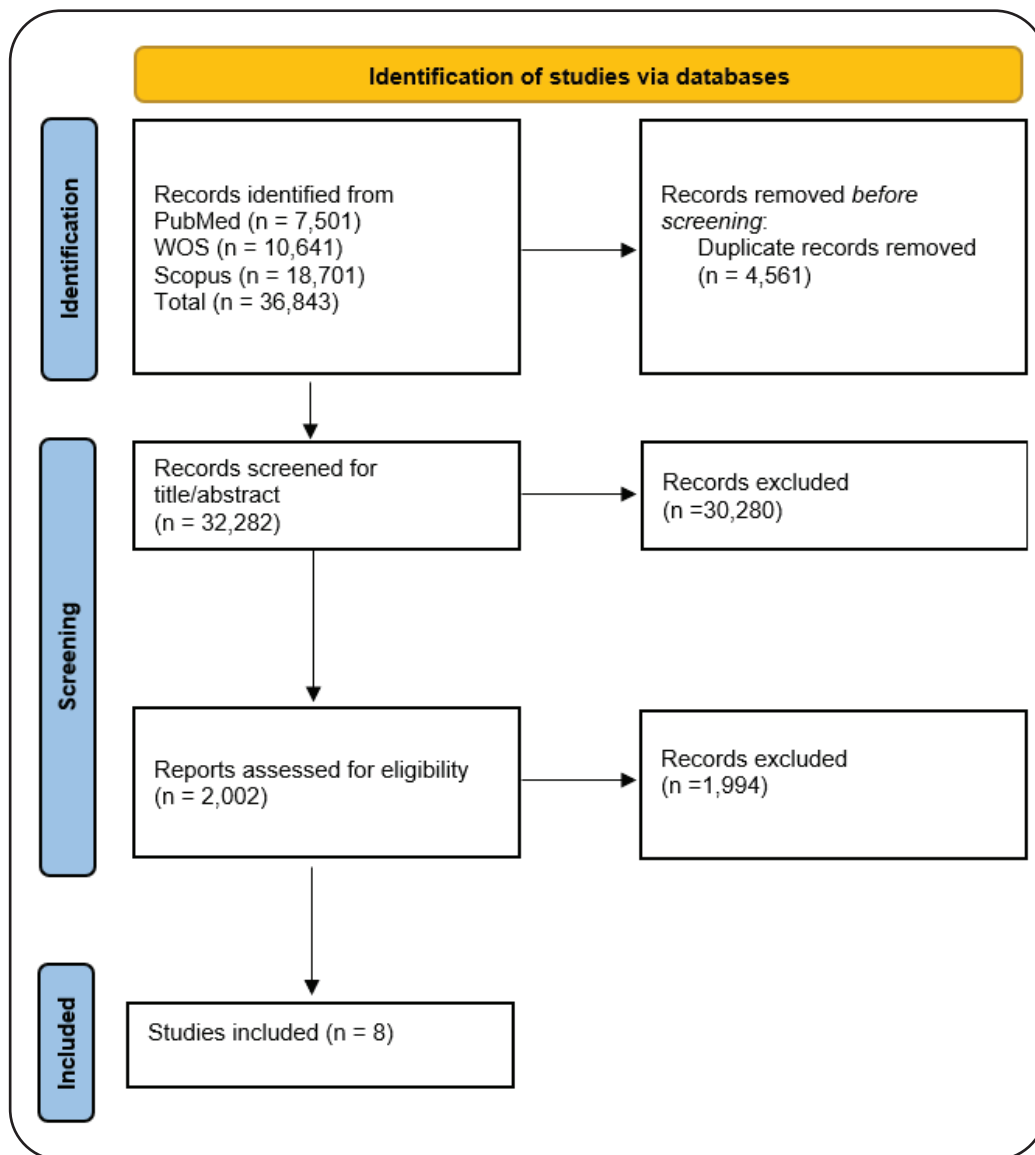 Identification of studies via databases
Identification
Records identified from
PubMed (n = 7,501)
WOS (n = 10,641)
Scopus (n = 18,701)
Total (n = 36,843)
Records removed before
screening:
Duplicate records removed
(n = 4,561)
Screening
Records screened for
title/abstract
(n = 32,282)
Records excluded
(n =30,280)
Reports assessed for eligibility
(n = 2,002)
Records excluded
(n =1,994)
Included
Studies included (n = 8)